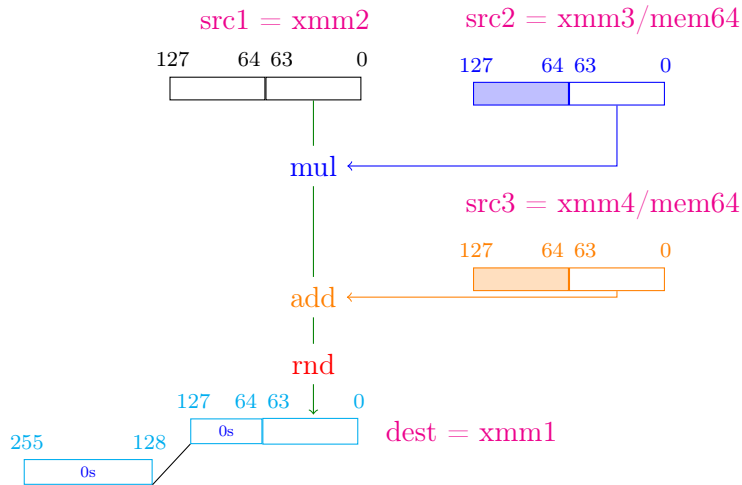 src1 = xmm2
src2 = xmm3/mem64
127 64 63 0
127 64 63 0
mul
src3 = xmm4/mem64
127 64 63 0
add
rnd
127 64 63 0
0s
dest = xmm1
255 128
0s